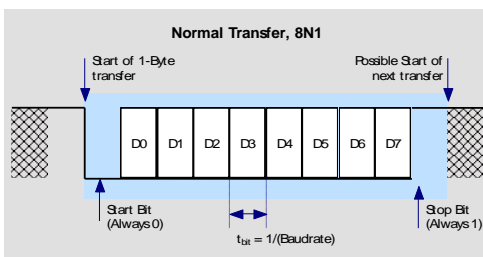 Normal Transfer, 8N1
Start of 1-Byte
transfer
Possible Start of
next transfer
D0 D1 D2 D3 D4 D5 D6 D7
Start Bit
(Always 0)
t_bit = 1/(Baudrate)
Stop Bit
(Always 1)